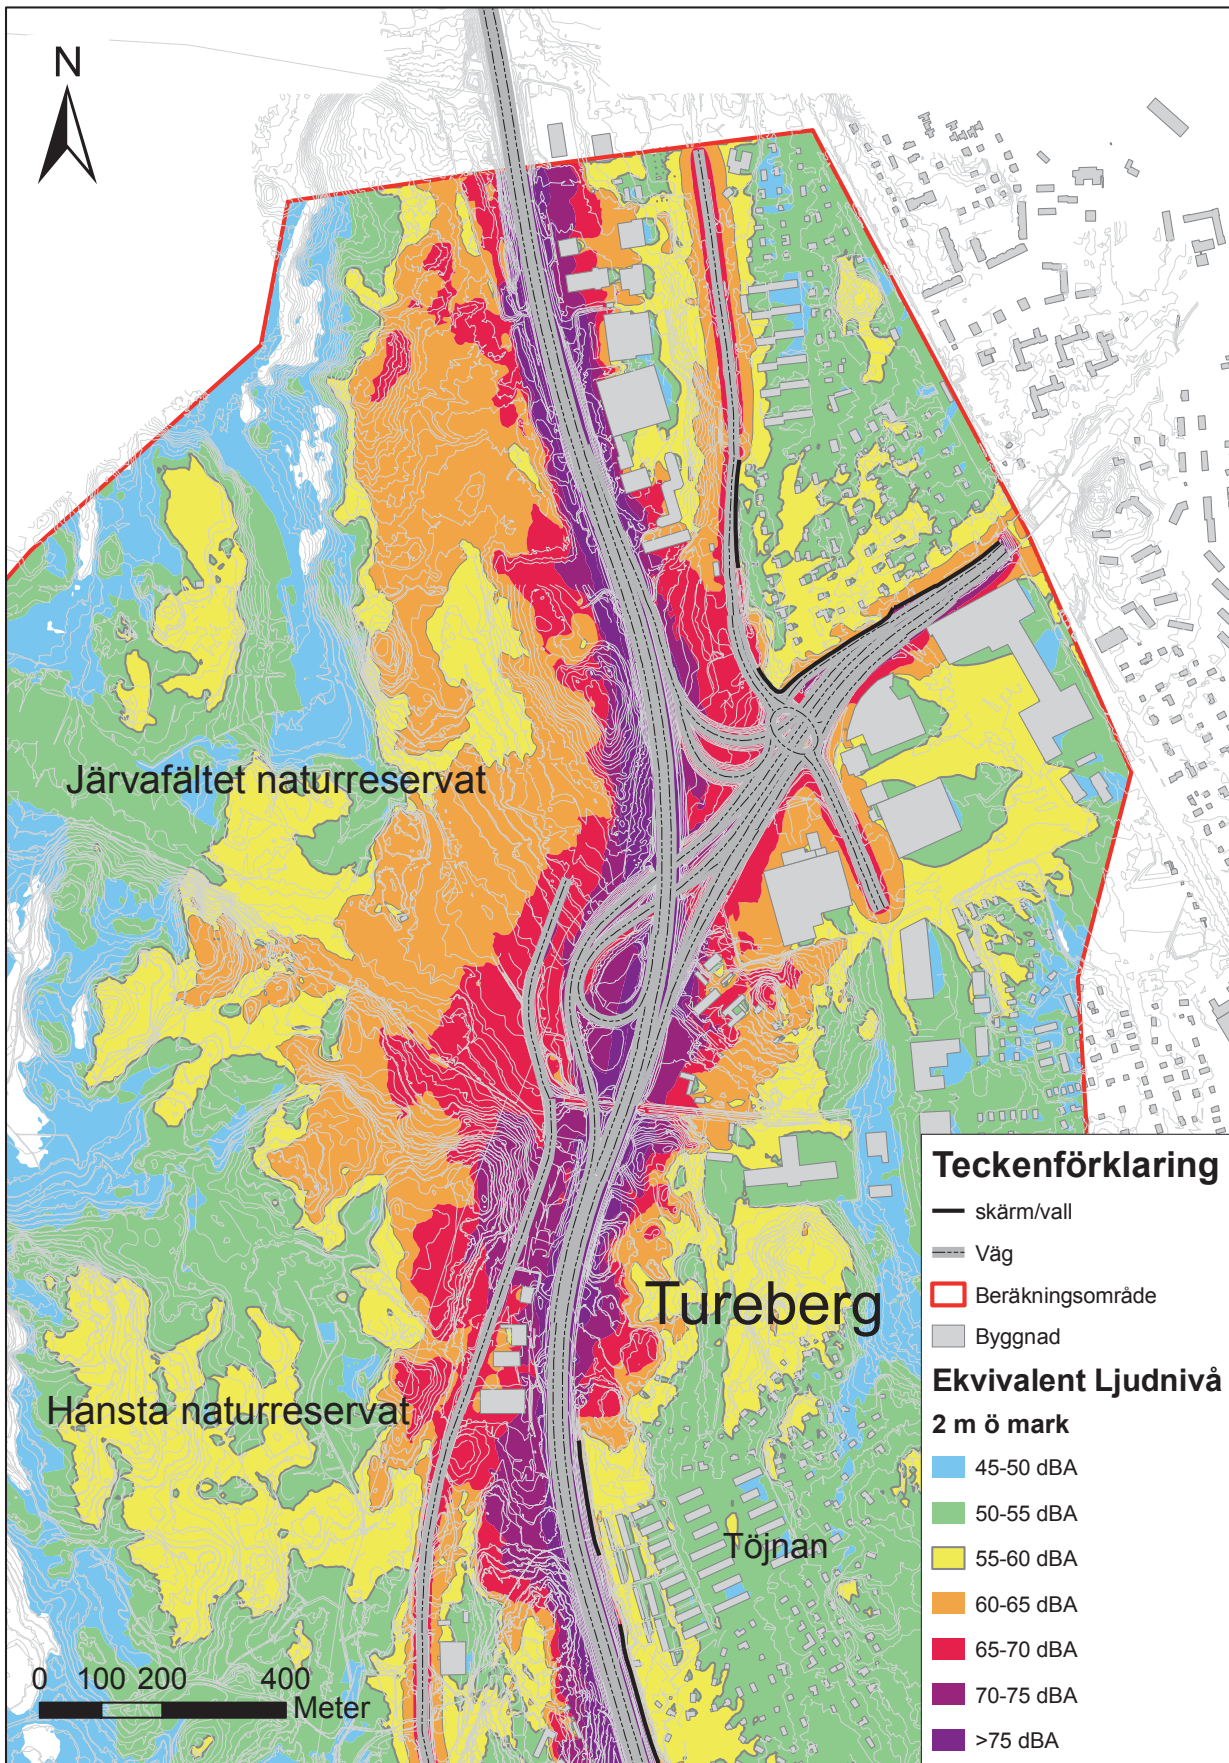 N
Järvafältet naturreservat
Tureberg
Hansta naturreservat
Töjnan
0 100 200 400
Meter
Teckenförklaring
skärm/vall
Väg
Beräkningsområde
Byggnad
Ekvivalent Ljudnivå
2 m ö mark
45-50 dBA
50-55 dBA
55-60 dBA
60-65 dBA
65-70 dBA
70-75 dBA
>75 dBA